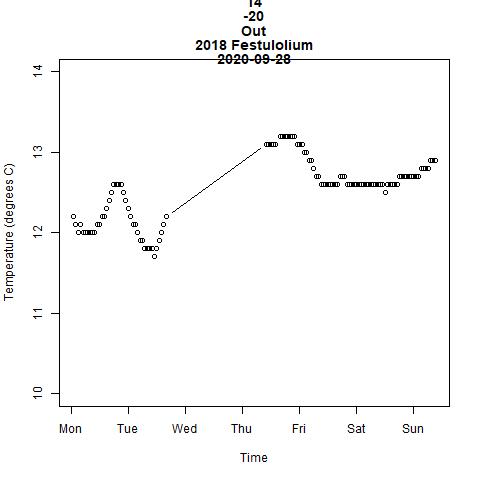 14
-20
Out
2018 Festulolium
2020-09-28
14
13
12
11
10
Temperature (degrees C)
Mon Tue Wed Thu Fri Sat Sun
Time